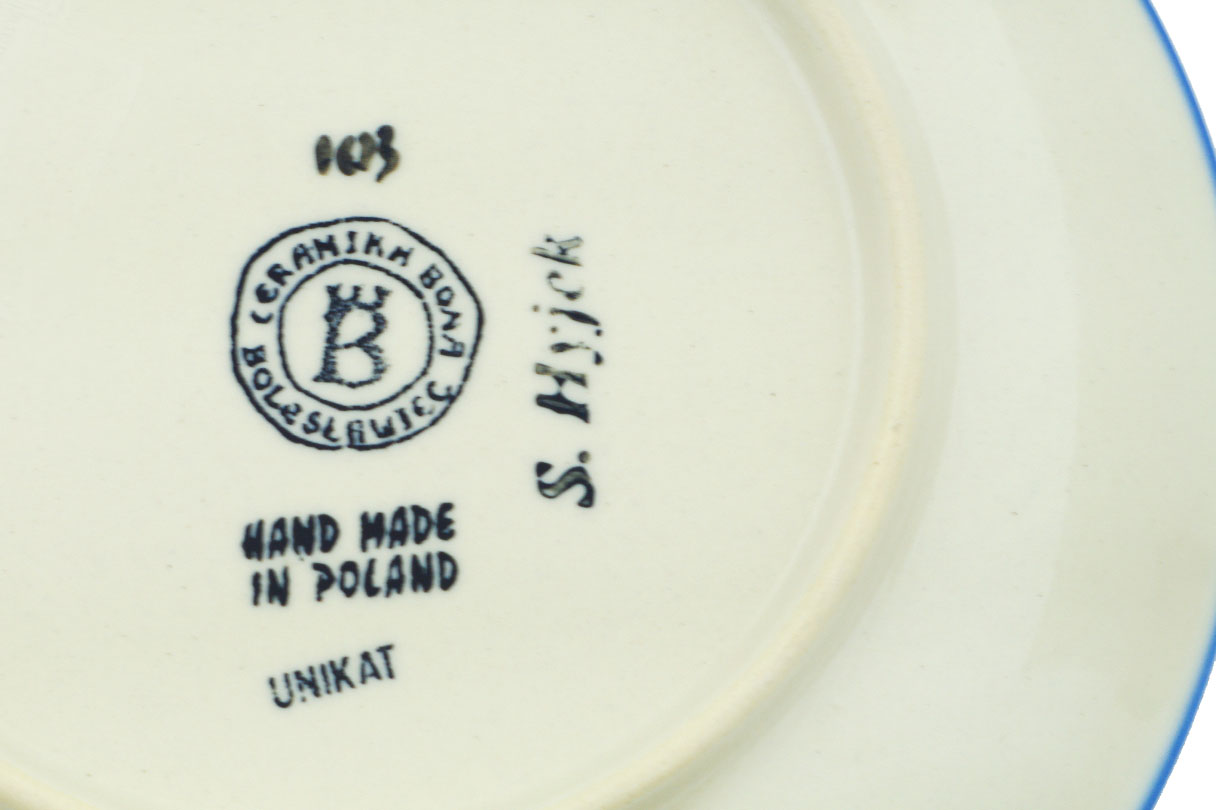 CERAMIKA BONA
BOLESŁAWIEC
B
HAND MADE
IN POLAND
UNIKAT
S.